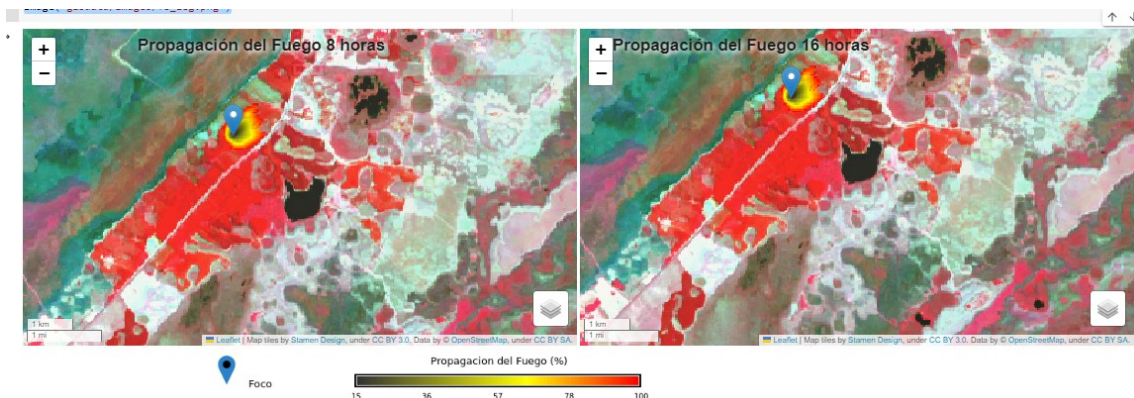 +
−
Propagación del Fuego 8 horas
1 km
1 mi
Leaflet | Map tiles by Stamen Design, under CC BY 3.0. Data by © OpenStreetMap, under CC BY SA.
+
−
Propagación del Fuego 16 horas
1 km
1 mi
Leaflet | Map tiles by Stamen Design, under CC BY 3.0. Data by © OpenStreetMap, under CC BY SA.
Foco
Propagacion del Fuego (%)
15 36 57 78 100